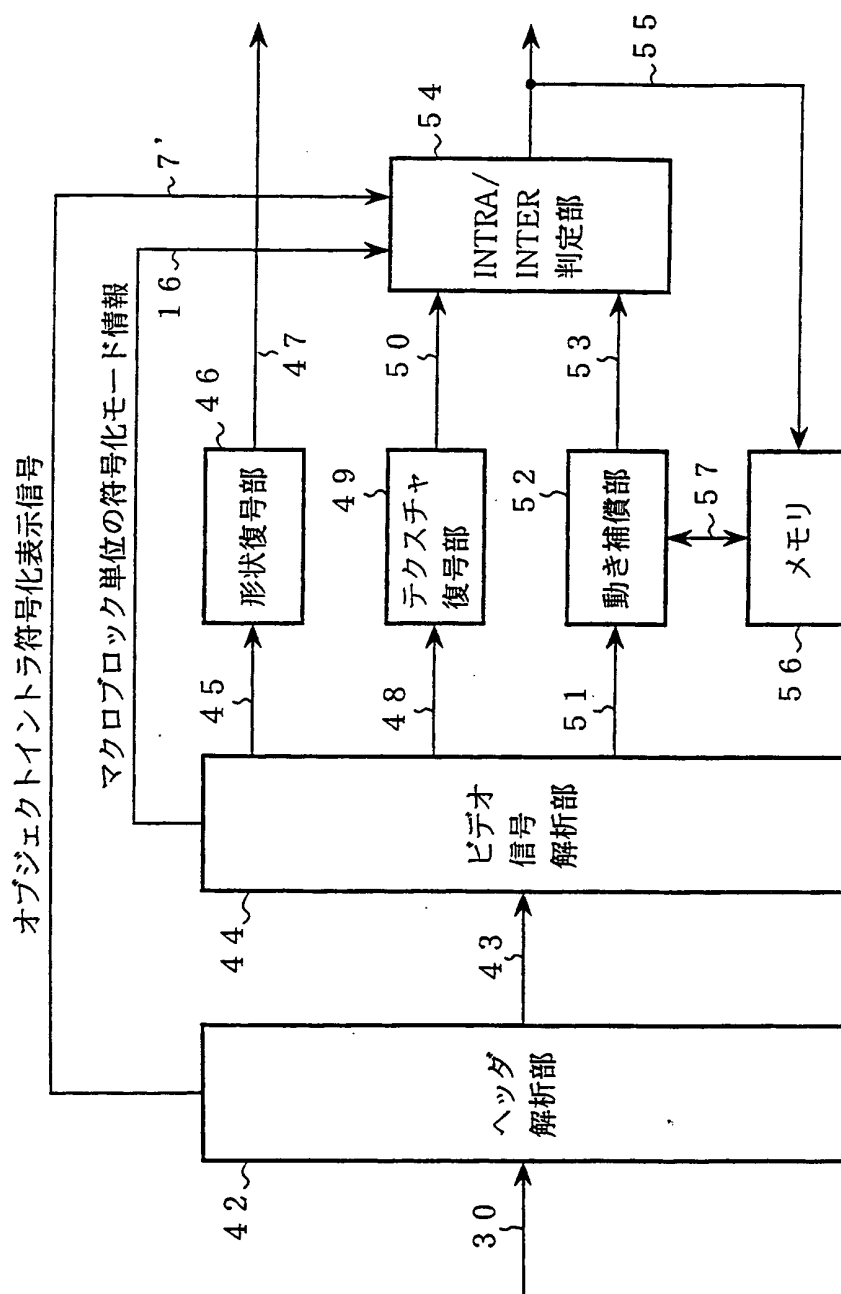 オブジェクトイントラ符号化表示信号
7'
マクロブロック単位の符号化モード情報
16
47
46
形状復号部
45
49
テクスチャ
復号部
48
50
52
動き補償部
51
53
57
メモリ
56
54
INTRA/
INTER
判定部
55
44
ビデオ
信号
解析部
43
42
ヘッダ
解析部
30